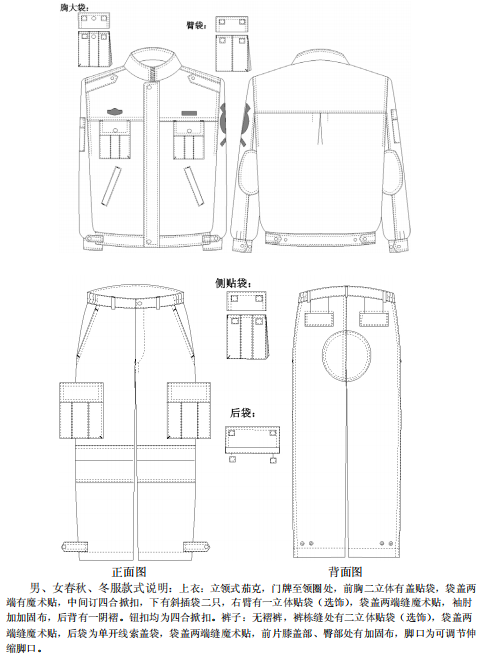 胸大袋:
臂袋:
侧贴袋:
后袋:
正面图
背面图
男、女春秋、冬服款式说明:上衣:立领式茄克,门牌至领圈处,前胸二立体有盖贴袋,袋盖两
端有魔术贴,中间订四合掀扣,下有斜插袋二只,右臂有一立体贴袋(选饰),袋盖两端缝魔术贴,袖肘
加加固布,后背有一阴褶。钮扣均为四合掀扣。裤子:无褶裤,裤栋缝处有二立体贴袋(选饰),袋盖两
端缝魔术贴,后袋为单开线索盖袋,袋盖两端缝魔术贴,前片膝盖部、臀部处有加固布,脚口为可调节伸
缩脚口。